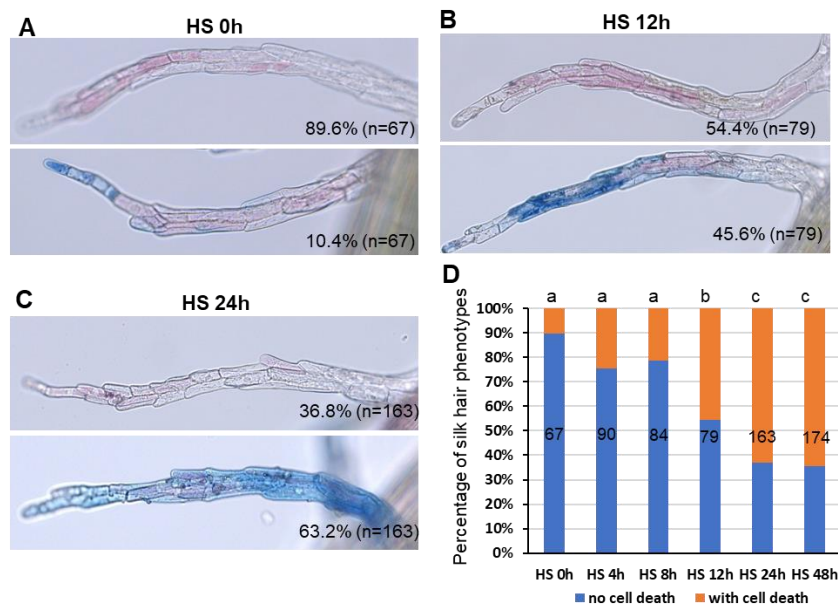 A
HS 0h
89.6% (n=67)
10.4% (n=67)
B
HS 12h
54.4% (n=79)
45.6% (n=79)
C
HS 24h
36.8% (n=163)
63.2% (n=163)
D
a a a b c c
Percentage of silk hair phenotypes
100%
90%
80%
70%
60%
50%
40%
30%
20%
10%
0%
67 90 84 79 163 174
HS 0h HS 4h HS 8h HS 12h HS 24h HS 48h
no cell death with cell death